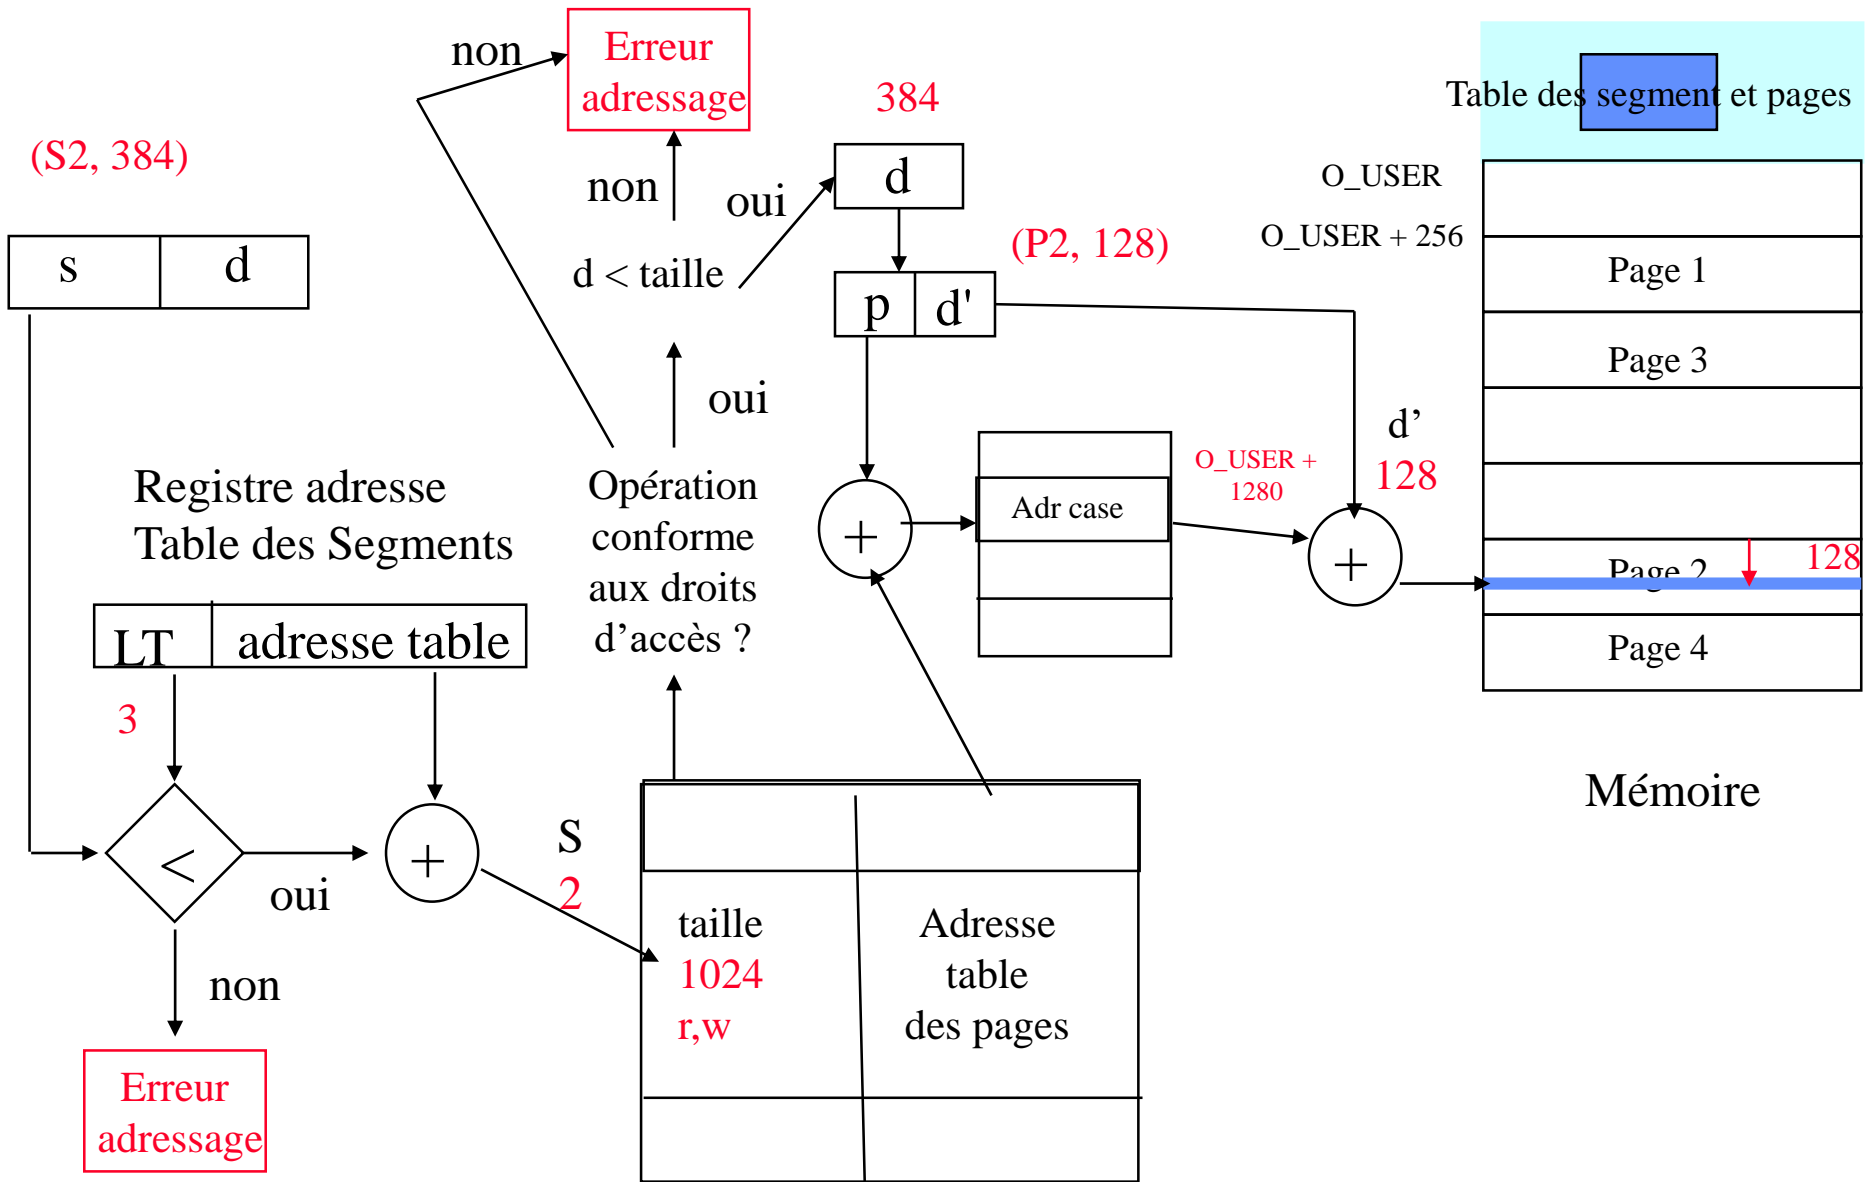 non
Erreur
adressage
384
Table des segment et pages
(S2, 384)
non
oui
d
O_USER
s
d
d < taille
(P2, 128)
O_USER + 256
Page 1
p
d'
oui
Page 3
d’
128
Registre adresse
Table des Segments
Opération
conforme
aux droits
d’accès ?
+
Adr case
O_USER +
1280
+
Page 2
128
LT
adresse table
Page 4
3
Mémoire
<
oui
+
S
2
taille
1024
r,w
Adresse
table
des pages
non
Erreur
adressage